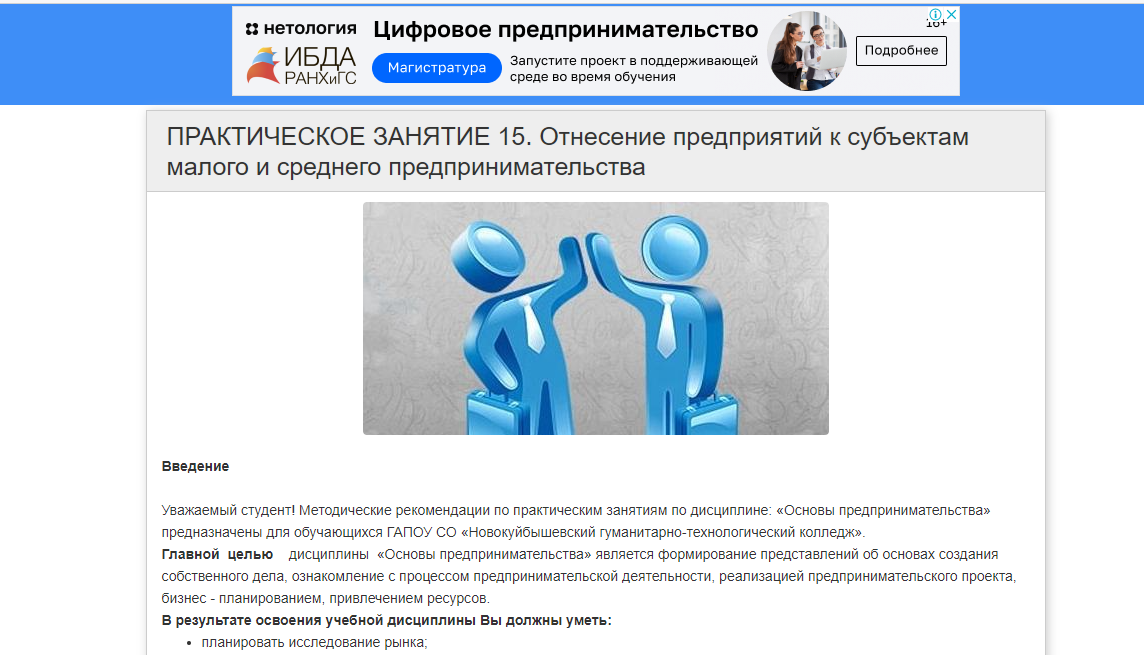 нетология
ИБДА
РАНХиГС
Цифровое предпринимательство
Магистратура
Запустите проект в поддерживающей
среде во время обучения
16+
Подробнее
ПРАКТИЧЕСКОЕ ЗАНЯТИЕ 15. Отнесение предприятий к субъектам
малого и среднего предпринимательства
Введение
Уважаемый студент! Методические рекомендации по практическим занятиям по дисциплине: «Основы предпринимательства»
предназначены для обучающихся ГАПОУ СО «Новокуйбышевский гуманитарно-технологический колледж».
Главной целью дисциплины «Основы предпринимательства» является формирование представлений об основах создания
собственного дела, ознакомление с процессом предпринимательской деятельности, реализацией предпринимательского проекта,
бизнес - планированием, привлечением ресурсов.
В результате освоения учебной дисциплины Вы должны уметь:
• планировать исследование рынка;